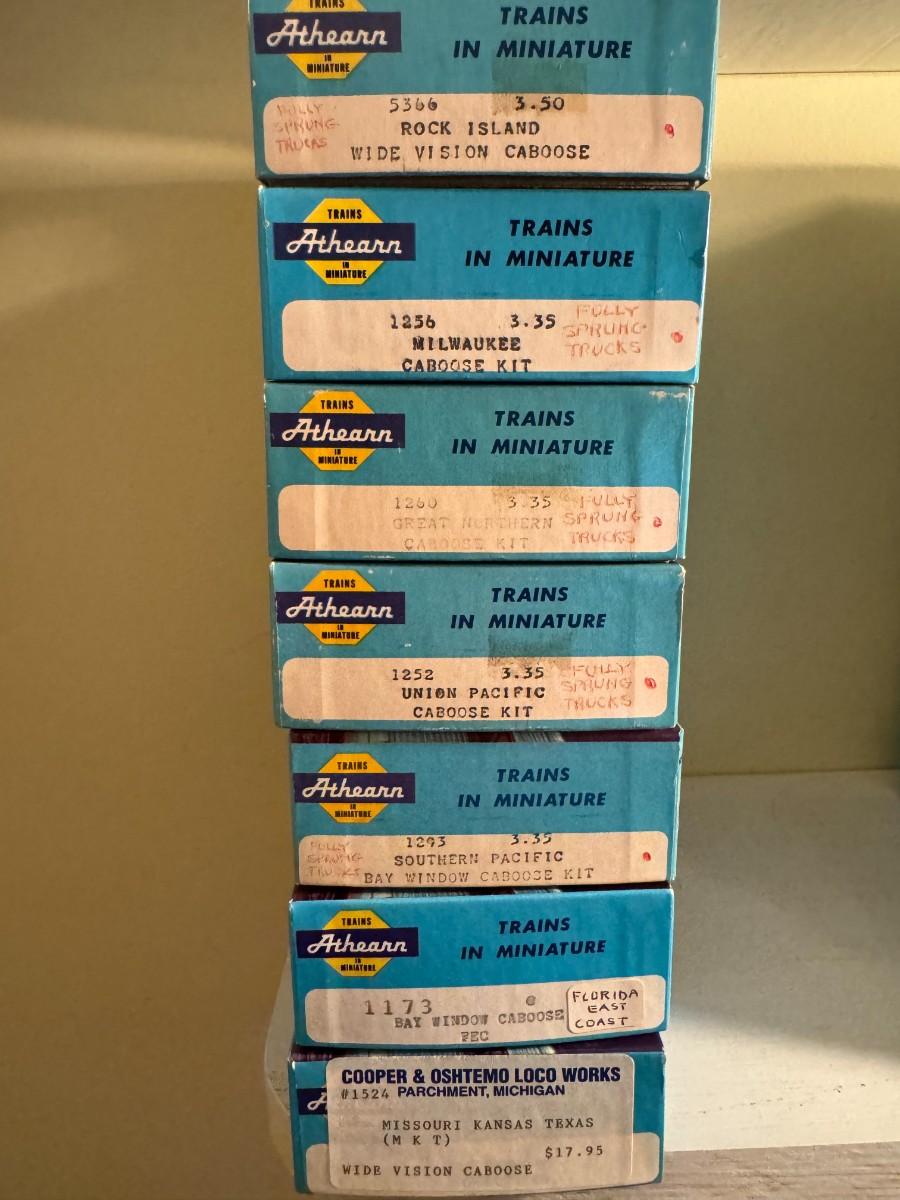 TRAINS
Athearn
IN
MINIATURE
TRAINS
IN MINIATURE
FULLY
SPRUNG
TRUCKS
5366 3.50
ROCK ISLAND
WIDE VISION CABOOSE
TRAINS
Athearn
IN
MINIATURE
TRAINS
IN MINIATURE
1256 3.35
MILWAUKEE
CABOOSE KIT
FULLY
SPRUNG
TRUCKS
TRAINS
Athearn
IN
MINIATURE
TRAINS
IN MINIATURE
1260 3.35
GREAT NORTHERN
CABOOSE KIT
FULLY
SPRUNG
TRUCKS
TRAINS
Athearn
IN
MINIATURE
TRAINS
IN MINIATURE
1252 3.35
UNION PACIFIC
CABOOSE KIT
FULLY
SPRUNG
TRUCKS
TRAINS
Athearn
IN
MINIATURE
TRAINS
IN MINIATURE
FULLY
SPRUNG
TRUCKS
1293 3.35
SOUTHERN PACIFIC
BAY WINDOW CABOOSE KIT
TRAINS
Athearn
IN
MINIATURE
TRAINS
IN MINIATURE
1173
BAY WINDOW CABOOSE
FEC
FLORIDA
EAST
COAST
COOPER & OSHTEMO LOCO WORKS
#1524 PARCHMENT, MICHIGAN
MISSOURI KANSAS TEXAS
(M K T)
$17.95
WIDE VISION CABOOSE